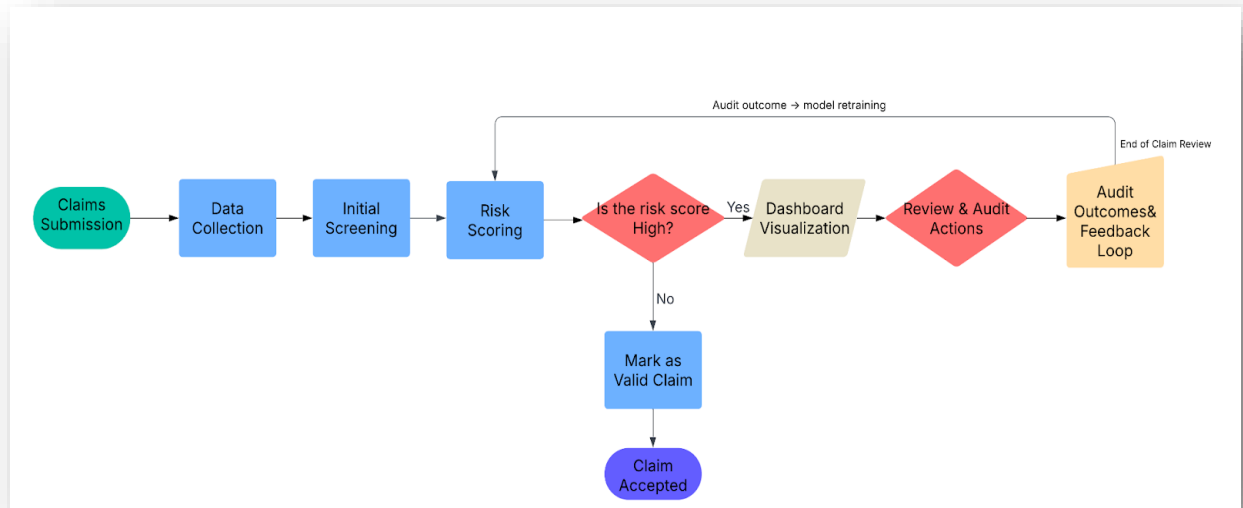 Audit outcome → model retraining
End of Claim Review
Claims
Submission
Data
Collection
Initial
Screening
Risk
Scoring
Is the risk score
High?
Yes
Dashboard
Visualization
Review & Audit
Actions
Audit
Outcomes&
Feedback
Loop
No
Mark as
Valid Claim
Claim
Accepted